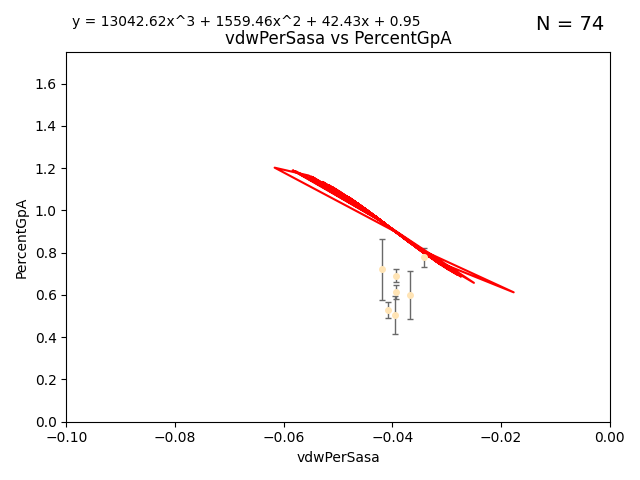 y = 13042.62x^3 + 1559.46x^2 + 42.43x + 0.95
N = 74
vdwPerSasa vs PercentGpA
PercentGpA
1.6
1.4
1.2
1.0
0.8
0.6
0.4
0.2
0.0
−0.10 −0.08 −0.06 −0.04 −0.02 0.00
vdwPerSasa